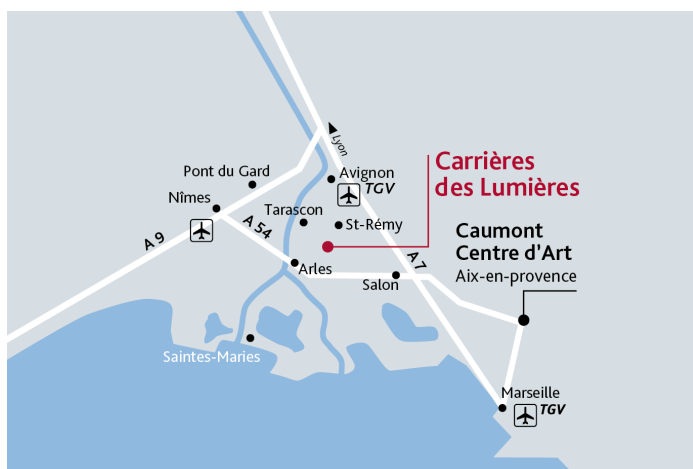 Lyon
Carrières
des Lumières
Pont du Gard
Avignon
TGV
Nîmes
Tarascon
St-Rémy
A 54
A 9
A 7
Caumont
Centre d'Art
Aix-en-provence
Arles
Salon
Saintes-Maries
Marseille
TGV